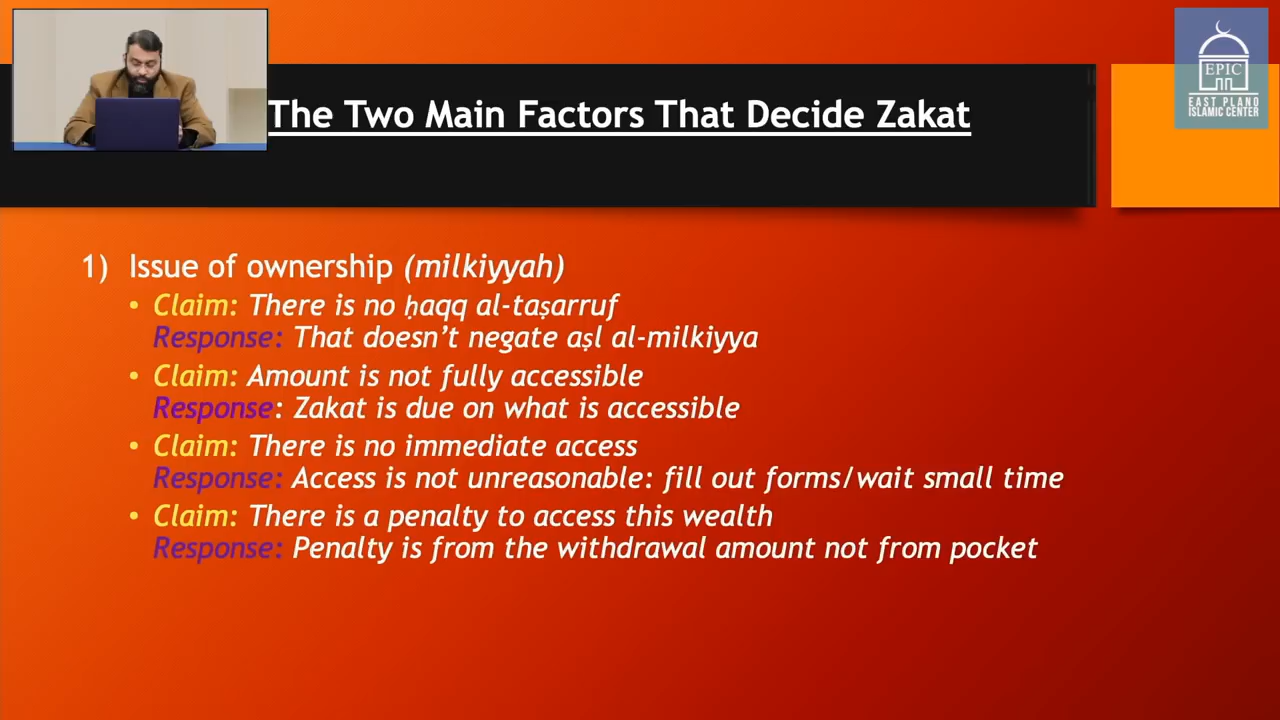 EPIC
EAST PLANO
ISLAMIC CENTER
The Two Main Factors That Decide Zakat
1) Issue of ownership (milkiyyah)
• Claim: There is no ḥaqq al-taṣarruf
Response: That doesn’t negate aṣl al-milkiyya
• Claim: Amount is not fully accessible
Response: Zakat is due on what is accessible
• Claim: There is no immediate access
Response: Access is not unreasonable: fill out forms/wait small time
• Claim: There is a penalty to access this wealth
Response: Penalty is from the withdrawal amount not from pocket